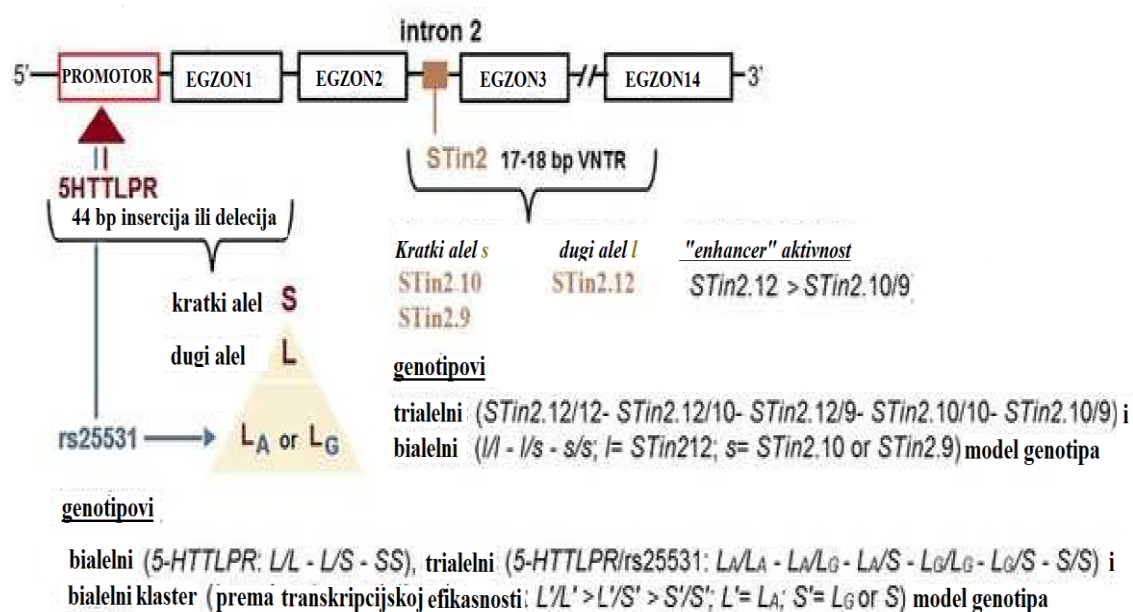 intron 2
5' PROMOTOR EGZON1 EGZON2 EGZON3 // EGZON14 3'
STin2 17-18 bp VNTR
5HTTLPR
44 bp insercija ili delecija
Kratki alel s dugi alel l "enhancer" aktivnost
STin2.10 STin2.12 STin2.12 > STin2.10/9
STin2.9
kratki alel S
dugi alel L
genotipovi
trialelni (STin2.12/12- STin2.12/10- STin2.12/9- STin2.10/10- STin2.10/9) i
bialelni (l/l - l/s - s/s; l= STin212; s= STin2.10 or STin2.9) model genotipa
rs25531 LA or LG
genotipovi
bialelni (5-HTTLPR: L/L - L/S - SS), trialelni (5-HTTLPR/rs25531: LA/LA - LA/LG - LA/S - LG/LG - LG/S - S/S) i
bialelni klaster (prema transkripcijskoj efikasnosti: L'/L' > L'/S' > S'/S'; L'= LA; S'= LG or S) model genotipa